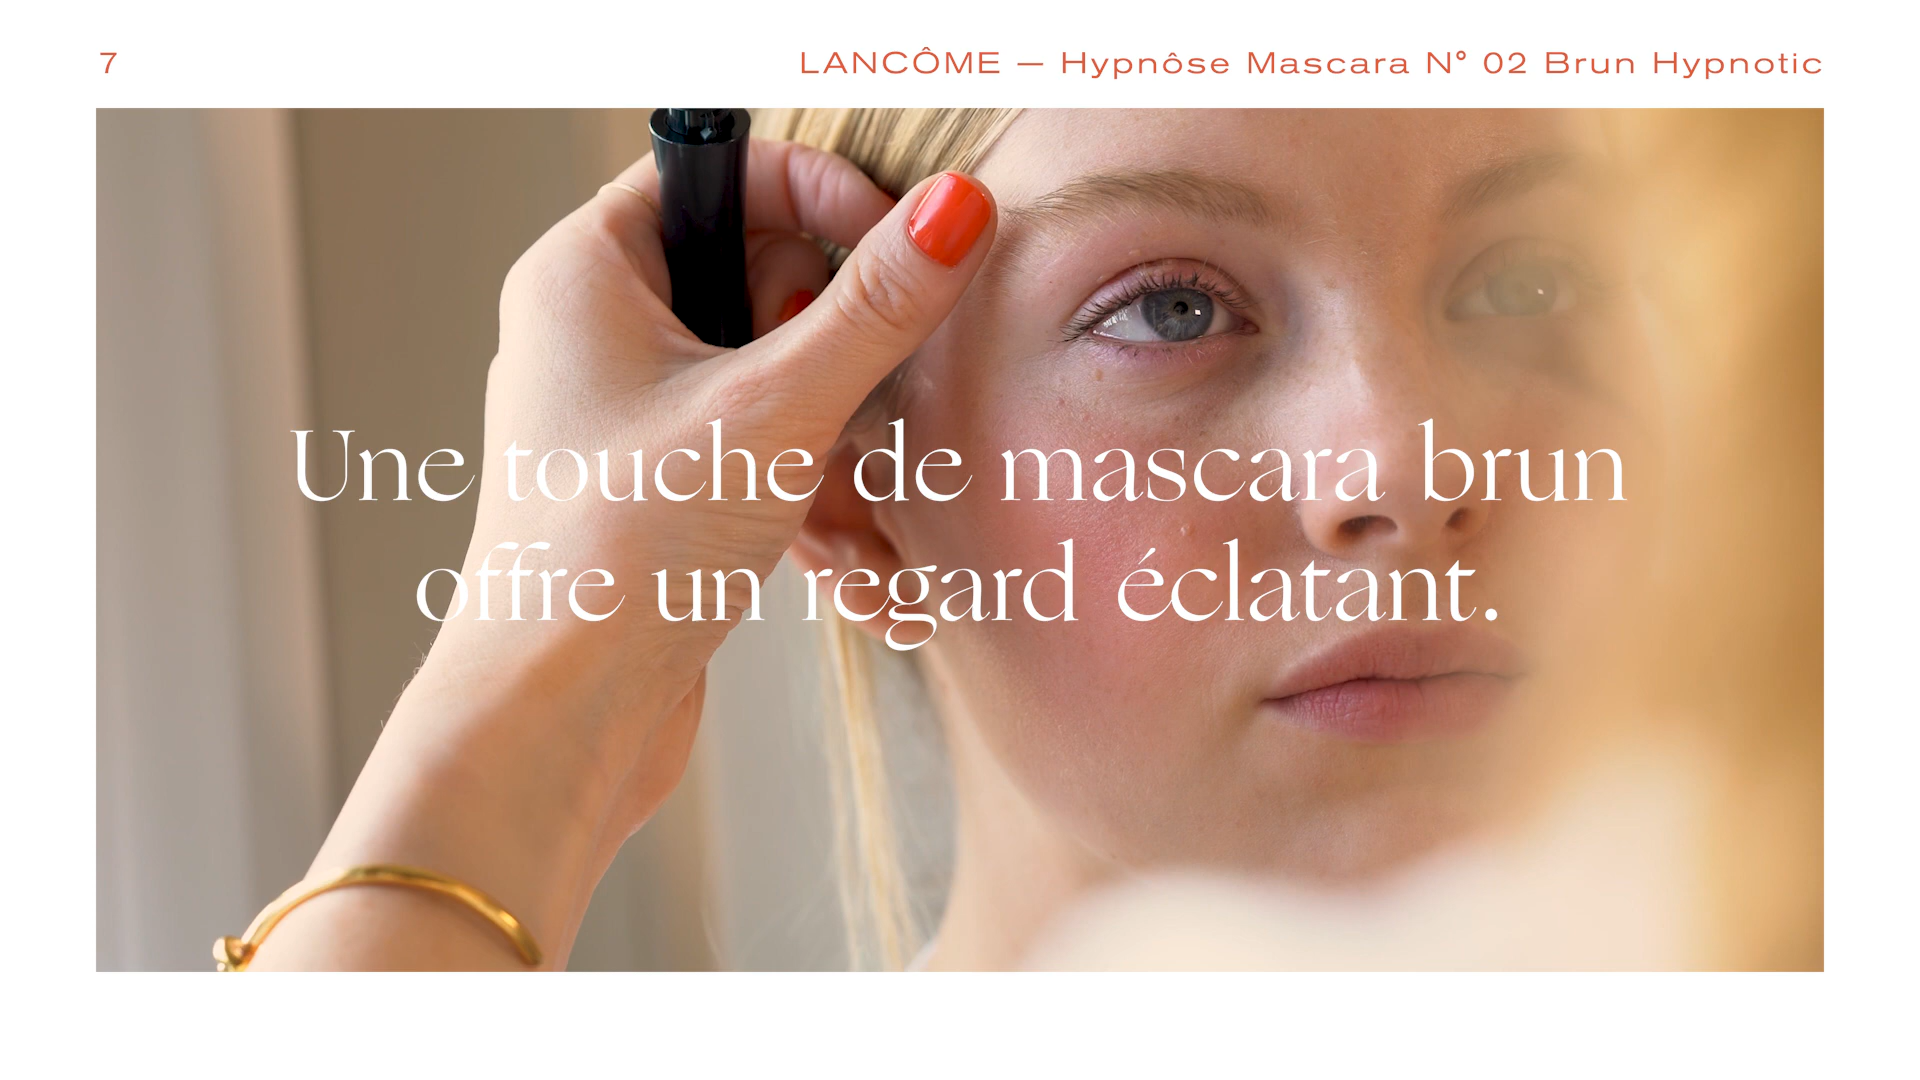 7
LANCÔME — Hypnôse Mascara N° 02 Brun Hypnotic
Une touche de mascara brun
offre un regard éclatant.